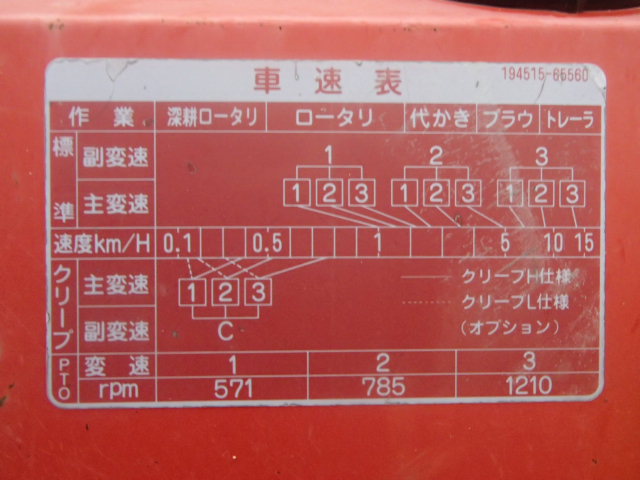 車速表
194515-65560
作業 深耕ロータリ ロータリ 代かき プラウ トレーラ
標準 副変速 1 2 3
主変速 1 2 3 1 2 3 1 2 3
速度km/H 0.1 0.5 1 5 10 15
クリープ 主変速 1 2 3
クリープH仕様
クリープL仕様
副変速 C (オプション)
PTO 変速 1 2 3
rpm 571 785 1210